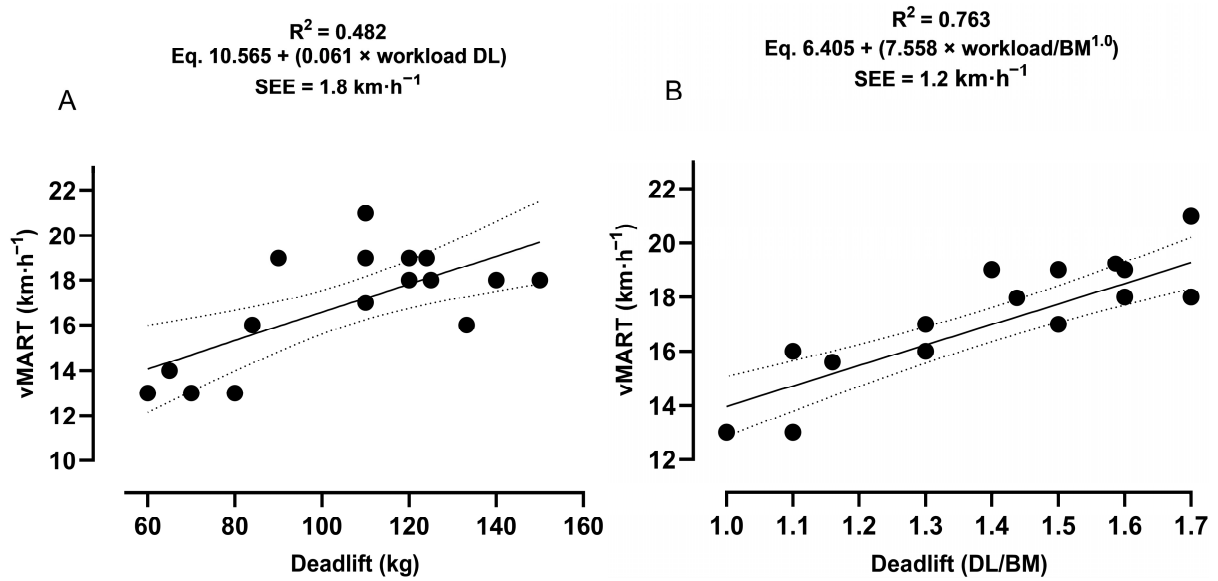 R² = 0.482
Eq. 10.565 + (0.061 × workload DL)
SEE = 1.8 km·h⁻¹
A
vMART (km·h⁻¹)
22
20
18
16
14
12
10
60 80 100 120 140 160
Deadlift (kg)
R² = 0.763
Eq. 6.405 + (7.558 × workload/BM¹·⁰)
SEE = 1.2 km·h⁻¹
B
vMART (km·h⁻¹)
22
20
18
16
14
12
1.0 1.1 1.2 1.3 1.4 1.5 1.6 1.7
Deadlift (DL/BM)